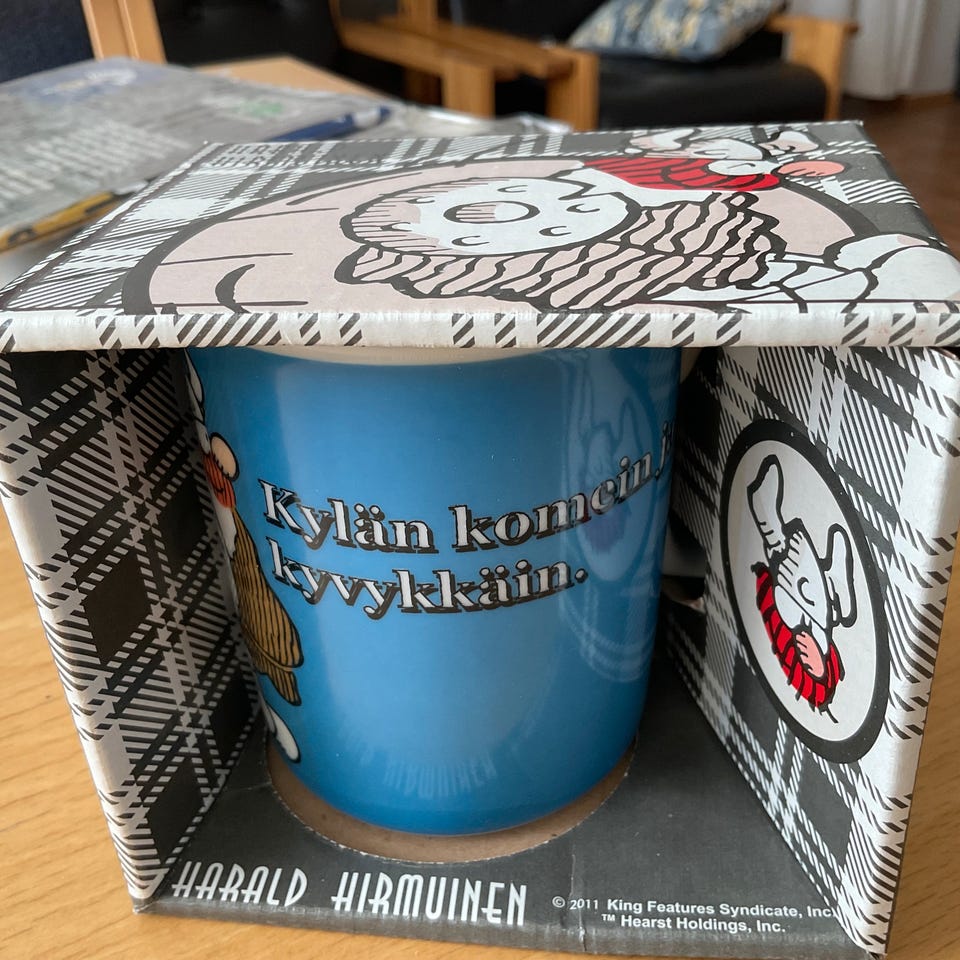 Kylän komein
kyvykkäin.
HARALD HIRMUINEN
© 2011 King Features Syndicate, Inc.
™ Hearst Holdings, Inc.